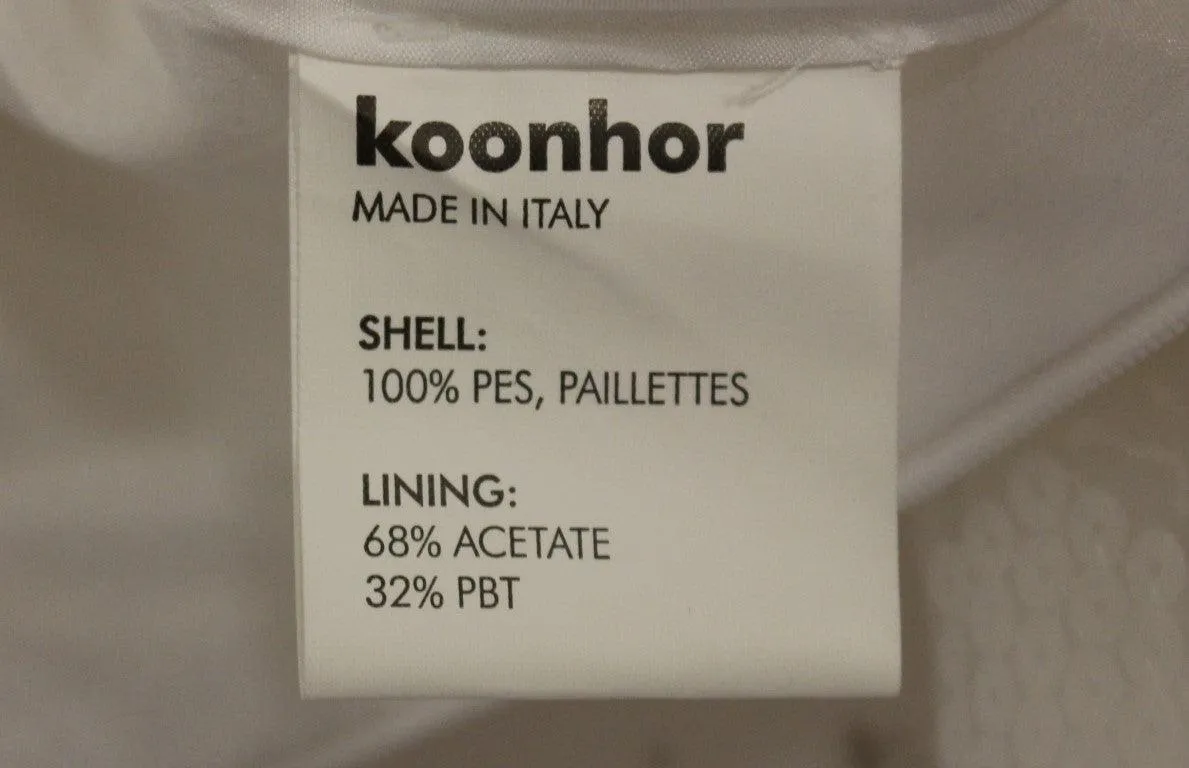 koonhor
MADE IN ITALY
SHELL:
100% PES, PAILLETTES
LINING:
68% ACETATE
32% PBT